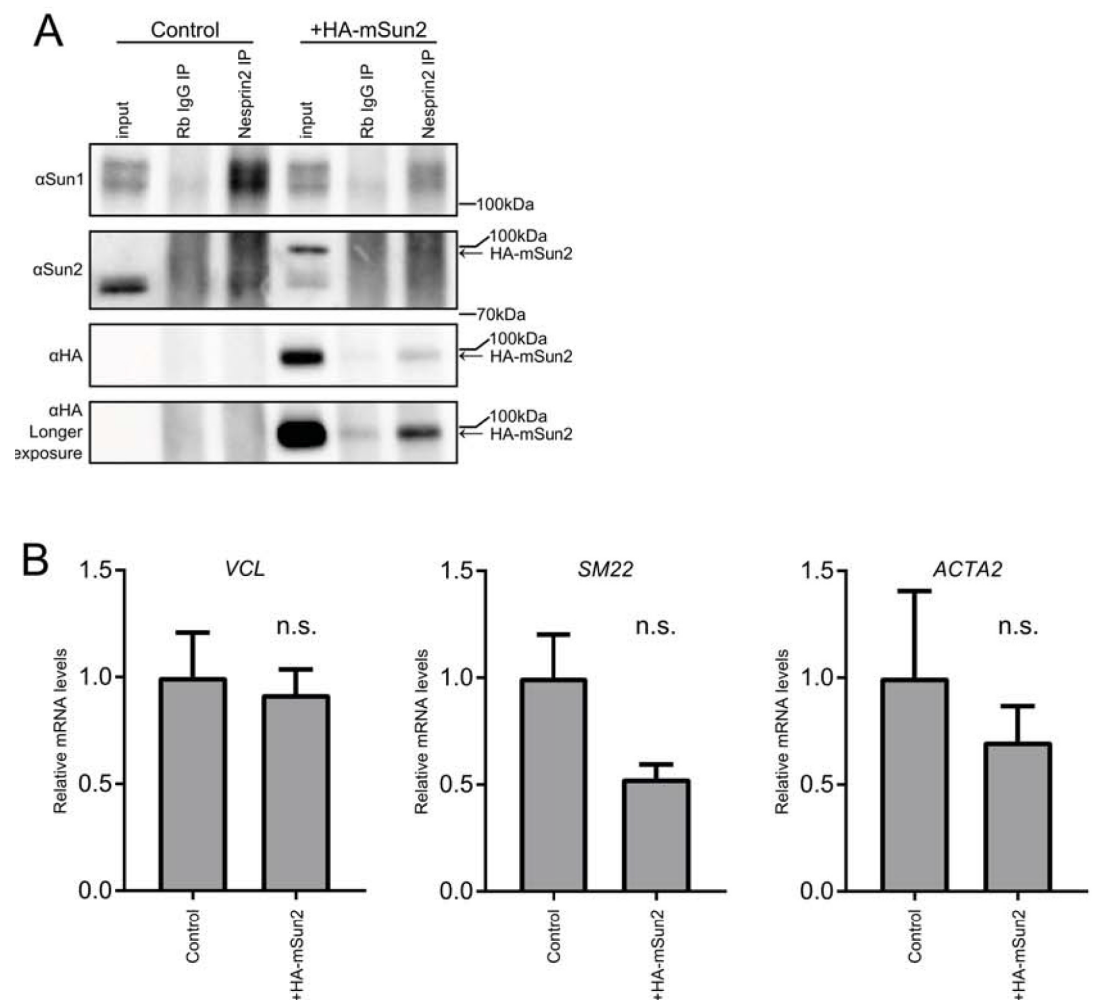 A
Control
+HA-mSun2
input
Rb IgG IP
Nesprin2 IP
input
Rb IgG IP
Nesprin2 IP
αSun1
100kDa
αSun2
100kDa
HA-mSun2
70kDa
αHA
100kDa
HA-mSun2
αHA
Longer
exposure
100kDa
HA-mSun2
B
VCL
Relative mRNA levels
1.5
1.0
0.5
0.0
n.s.
Control
+HA-mSun2
SM22
Relative mRNA levels
1.5
1.0
0.5
0.0
n.s.
Control
+HA-mSun2
ACTA2
Relative mRNA levels
1.5
1.0
0.5
0.0
n.s.
Control
+HA-mSun2